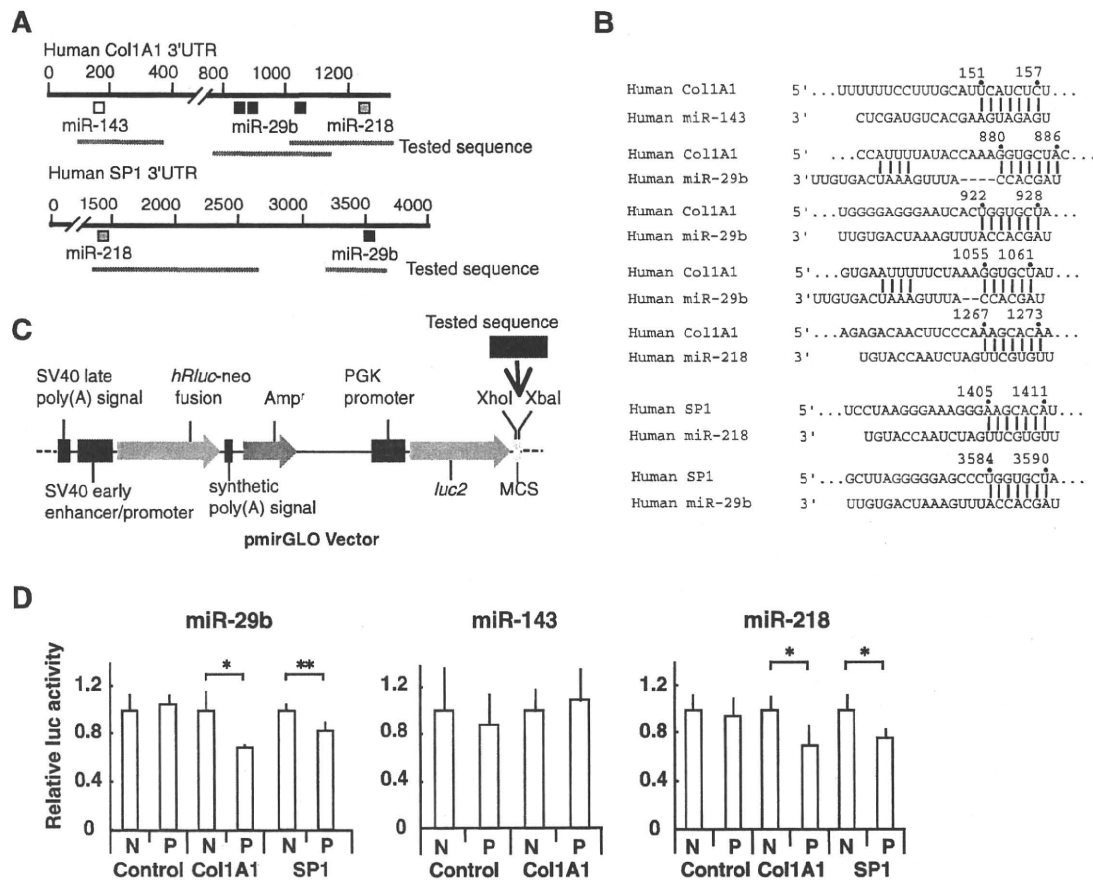 A
Human Col1A1 3'UTR
0 200 400 800 1000 1200
miR-143 miR-29b miR-218
Tested sequence
Human SP1 3'UTR
0 1500 2000 2500 3000 3500 4000
miR-218 miR-29b
Tested sequence
B
151 157
Human Col1A1 5'...UUUUUUCCUUUGCAUUCAUCUCU...
Human miR-143 3' CUCGAUGUCACGAAGUAGAGU
880 886
Human Col1A1 5' ...CCAUUUUAUACCAAAGGUGCUAC...
Human miR-29b 3'UUGUGACUAAAGUUUA----CCACGAU
922 928
Human Col1A1 5' ...UGGGGAGGGAAUCACUGGUGCUA...
Human miR-29b 3' UUGUGACUAAAGUUUACCACGAU
1055 1061
Human Col1A1 5' ...GUGAAUUUUUCUAAAGGUGCUAU...
Human miR-29b 3'UUGUGACUAAAGUUUA--CCACGAU
1267 1273
Human Col1A1 5' ...AGAGACAACUUCCCAAAGCACAA...
Human miR-218 3' UGUACCAAUCUAGUUCGUGUU
1405 1411
Human SP1 5'...UCCUAAGGGAAAGGGAAGCACAU...
Human miR-218 3' UGUACCAAUCUAGUUCGUGUU
3584 3590
Human SP1 5'...GCUUAGGGGGAGCCCUGGUGCUA...
Human miR-29b 3' UUGUGACUAAAGUUUACCACGAU
C
Tested sequence
SV40 late poly(A) signal
hRluc-neo fusion
Ampʳ
PGK promoter
XhoI XbaI
SV40 early enhancer/promoter
synthetic poly(A) signal
luc2
MCS
pmirGLO Vector
D
miR-29b
Relative luc activity
1.2
0.8
0.4
0
* **
N P N P N P
Control Col1A1 SP1
miR-143
1.2
0.8
0.4
0
N P N P
Control Col1A1
miR-218
1.2
0.8
0.4
0
* *
N P N P N P
Control Col1A1 SP1